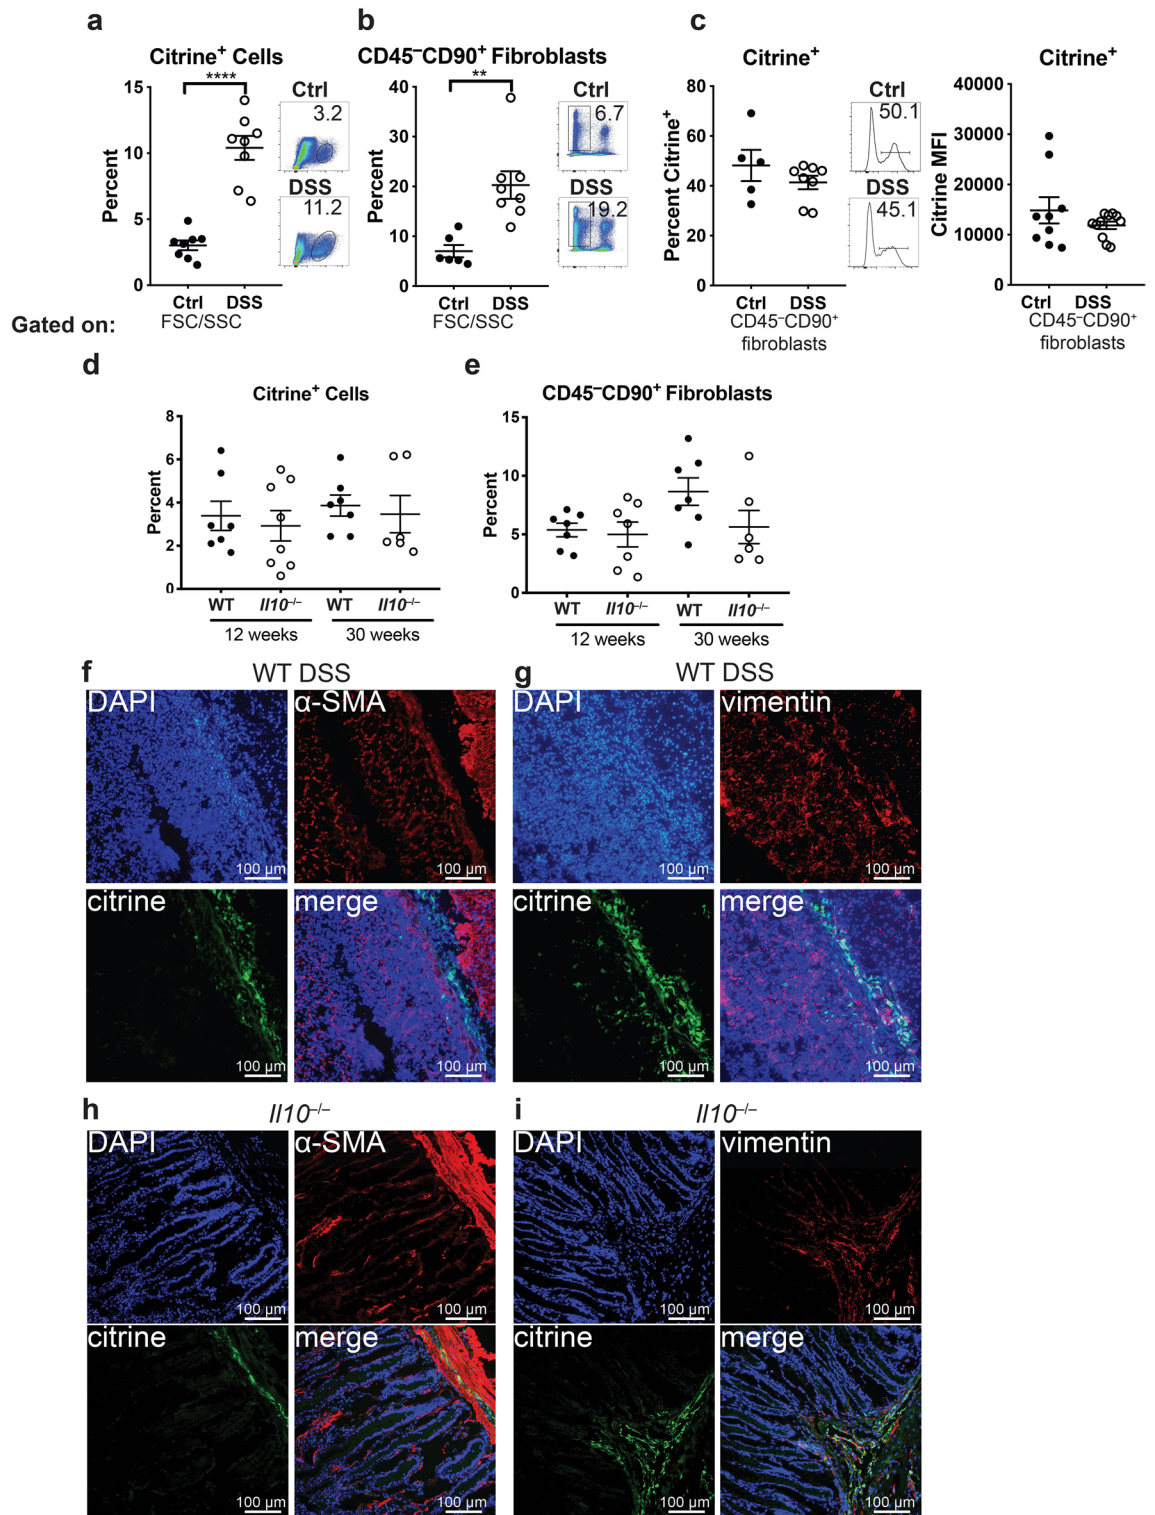 a
Citrine⁺ Cells
****
Percent
15
10
5
0
Ctrl
3.2
DSS
11.2
Ctrl DSS
FSC/SSC
b
CD45⁻CD90⁺ Fibroblasts
**
Percent
40
30
20
10
0
Ctrl
6.7
DSS
19.2
Ctrl DSS
FSC/SSC
c
Citrine⁺
Percent Citrine⁺
80
60
40
20
0
Ctrl
50.1
DSS
45.1
Ctrl DSS
CD45⁻CD90⁺
fibroblasts
Citrine⁺
Citrine MFI
40000
30000
20000
10000
0
Ctrl DSS
CD45⁻CD90⁺
fibroblasts
Gated on:
d
Citrine⁺ Cells
Percent
8
6
4
2
0
WT Il10⁻/⁻ WT Il10⁻/⁻
12 weeks 30 weeks
e
CD45⁻CD90⁺ Fibroblasts
Percent
15
10
5
0
WT Il10⁻/⁻ WT Il10⁻/⁻
12 weeks 30 weeks
f
WT DSS
DAPI
100 µm
α-SMA
100 µm
citrine
100 µm
merge
100 µm
g
WT DSS
DAPI
100 µm
vimentin
100 µm
citrine
100 µm
merge
100 µm
h
Il10⁻/⁻
DAPI
100 µm
α-SMA
100 µm
citrine
100 µm
merge
100 µm
i
Il10⁻/⁻
DAPI
100 µm
vimentin
100 µm
citrine
100 µm
merge
100 µm